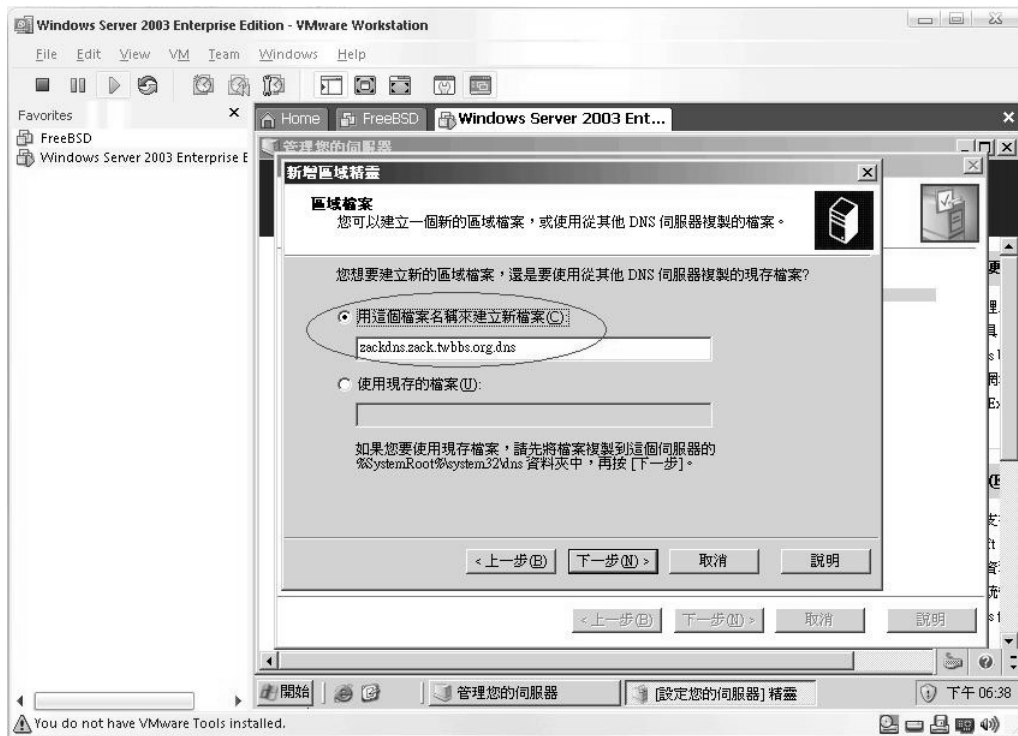 Windows Server 2003 Enterprise Edition - VMware Workstation
File Edit View VM Team Windows Help
Favorites
FreeBSD
Windows Server 2003 Enterprise E
Home FreeBSD Windows Server 2003 Ent...
管理您的伺服器
新增區域精靈
區域檔案
您可以建立一個新的區域檔案，或使用從其他 DNS 伺服器複製的檔案。
您想要建立新的區域檔案，還是要使用從其他 DNS 伺服器複製的現存檔案?
用這個檔案名稱來建立新檔案(C):
zackdns.zack.twbbs.org.dns
使用現存的檔案(U):
如果您要使用現存檔案，請先將檔案複製到這個伺服器的
%SystemRoot%\system32\dns 資料夾中，再按 [下一步]。
<上一步(B) 下一步(N)> 取消 說明
<上一步(B) 下一步(N)> 取消 說明
開始 管理您的伺服器 [設定您的伺服器] 精靈 下午 06:38
You do not have VMware Tools installed.